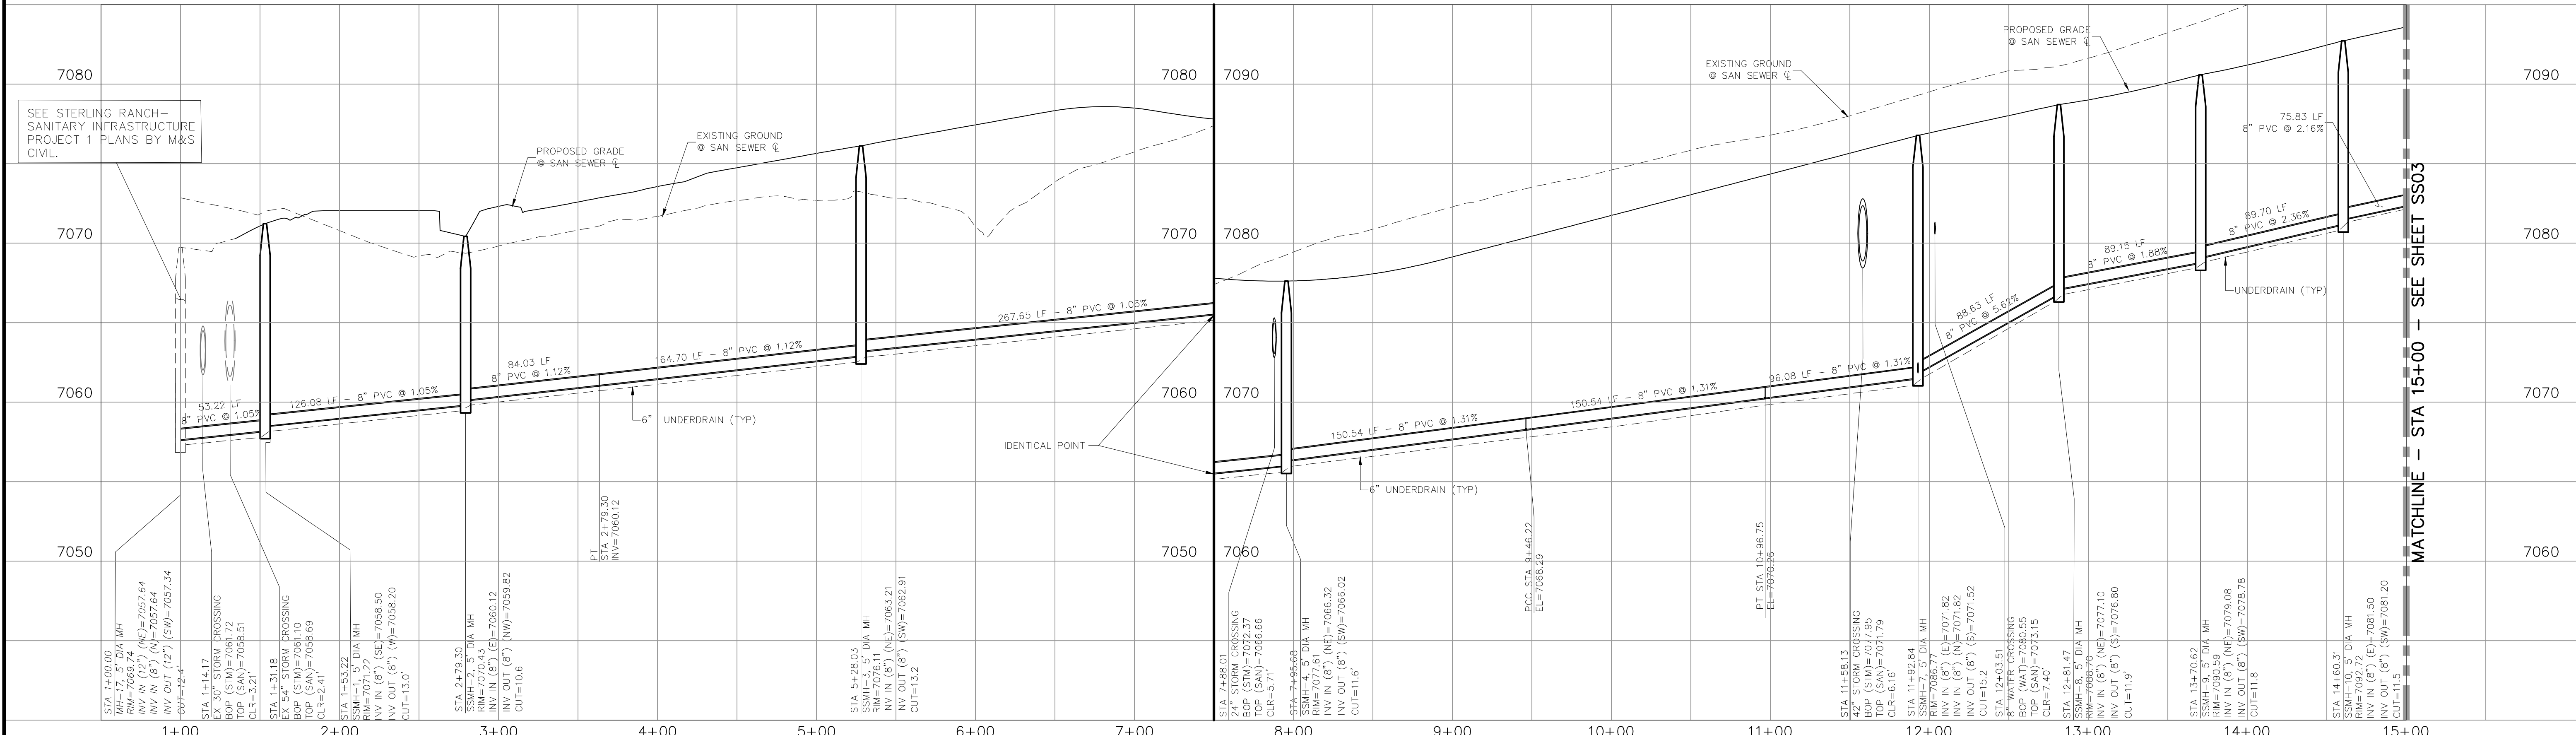 7080
7070
7060
7050
SEE STERLING RANCH-
SANITARY INFRASTRUCTURE
PROJECT 1 PLANS BY M&S
CIVIL.
PROPOSED GRADE
@ SAN SEWER ℄
EXISTING GROUND
@ SAN SEWER ℄
53.22 LF
8" PVC @ 1.05%
126.08 LF - 8" PVC @ 1.05%
84.03 LF
8" PVC @ 1.12%
164.70 LF - 8" PVC @ 1.12%
267.65 LF - 8" PVC @ 1.05%
6" UNDERDRAIN (TYP)
IDENTICAL POINT
PT
STA 2+79.30
INV=7060.12
STA 1+00.00
MH-17, 5' DIA MH
RIM=7069.74
INV IN (12") (NE)=7057.64
INV IN (8") (N)=7057.64
INV OUT (12") (SW)=7057.34
CUT=12.4'
STA 1+14.17
EX 30" STORM CROSSING
BOP (STM)=7061.72
TOP (SAN)=7058.51
CLR=3.21'
STA 1+31.18
EX 54" STORM CROSSING
BOP (STM)=7061.10
TOP (SAN)=7058.69
CLR=2.41'
STA 1+53.22
SSMH-1, 5' DIA MH
RIM=7071.22
INV IN (8") (SE)=7058.50
INV OUT (8") (W)=7058.20
CUT=13.0'
STA 2+79.30
SSMH-2, 5' DIA MH
RIM=7070.43
INV IN (8") (E)=7060.12
INV OUT (8") (NW)=7059.82
CUT=10.6
STA 5+28.03
SSMH-3, 5' DIA MH
RIM=7076.11
INV IN (8") (NE)=7063.21
INV OUT (8") (SW)=7062.91
CUT=13.2
7080
7070
7060
7050
1+00
2+00
3+00
4+00
5+00
6+00
7+00
7090
7080
7070
7060
EXISTING GROUND
@ SAN SEWER ℄
PROPOSED GRADE
@ SAN SEWER ℄
150.54 LF - 8" PVC @ 1.31%
150.54 LF - 8" PVC @ 1.31%
96.08 LF - 8" PVC @ 1.31%
88.63 LF
8" PVC @ 5.62%
89.15 LF
8" PVC @ 1.88%
89.70 LF
8" PVC @ 2.36%
75.83 LF
8" PVC @ 2.16%
6" UNDERDRAIN (TYP)
UNDERDRAIN (TYP)
PCC STA 9+46.22
EL=7068.29
PT STA 10+96.75
EL=7070.26
STA 7+88.01
24" STORM CROSSING
BOP (STM)=7072.37
TOP (SAN)=7066.66
CLR=5.71'
STA 7+95.68
SSMH-4, 5' DIA MH
RIM=7077.61
INV IN (8") (NE)=7066.32
INV OUT (8") (SW)=7066.02
CUT=11.6'
STA 11+58.13
42" STORM CROSSING
BOP (STM)=7077.95
TOP (SAN)=7071.79
CLR=6.16'
STA 11+92.84
SSMH-7, 5' DIA MH
RIM=7286.77
INV IN (8") (E)=7071.82
INV IN (8") (N)=7071.82
INV OUT (8") (S)=7071.52
CUT=15.2
STA 12+03.51
8" WATER CROSSING
BOP (WAT)=7080.55
TOP (SAN)=7073.15
CLR=7.40'
STA 12+81.47
SSMH-8, 5' DIA MH
RIM=7088.70
INV IN (8") (NE)=7077.10
INV OUT (8") (S)=7076.80
CUT=11.9'
STA 13+70.62
SSMH-9, 5' DIA MH
RIM=7090.59
INV IN (8") (NE)=7079.08
INV OUT (8") (SW)=7078.78
CUT=11.8
STA 14+60.31
SSMH-10, 5' DIA MH
RIM=7092.72
INV IN (8") (E)=7081.50
INV OUT (8") (SW)=7081.20
CUT=11.5
MATCHLINE - STA 15+00 - SEE SHEET SS03
7090
7080
7070
7060
8+00
9+00
10+00
11+00
12+00
13+00
14+00
15+00